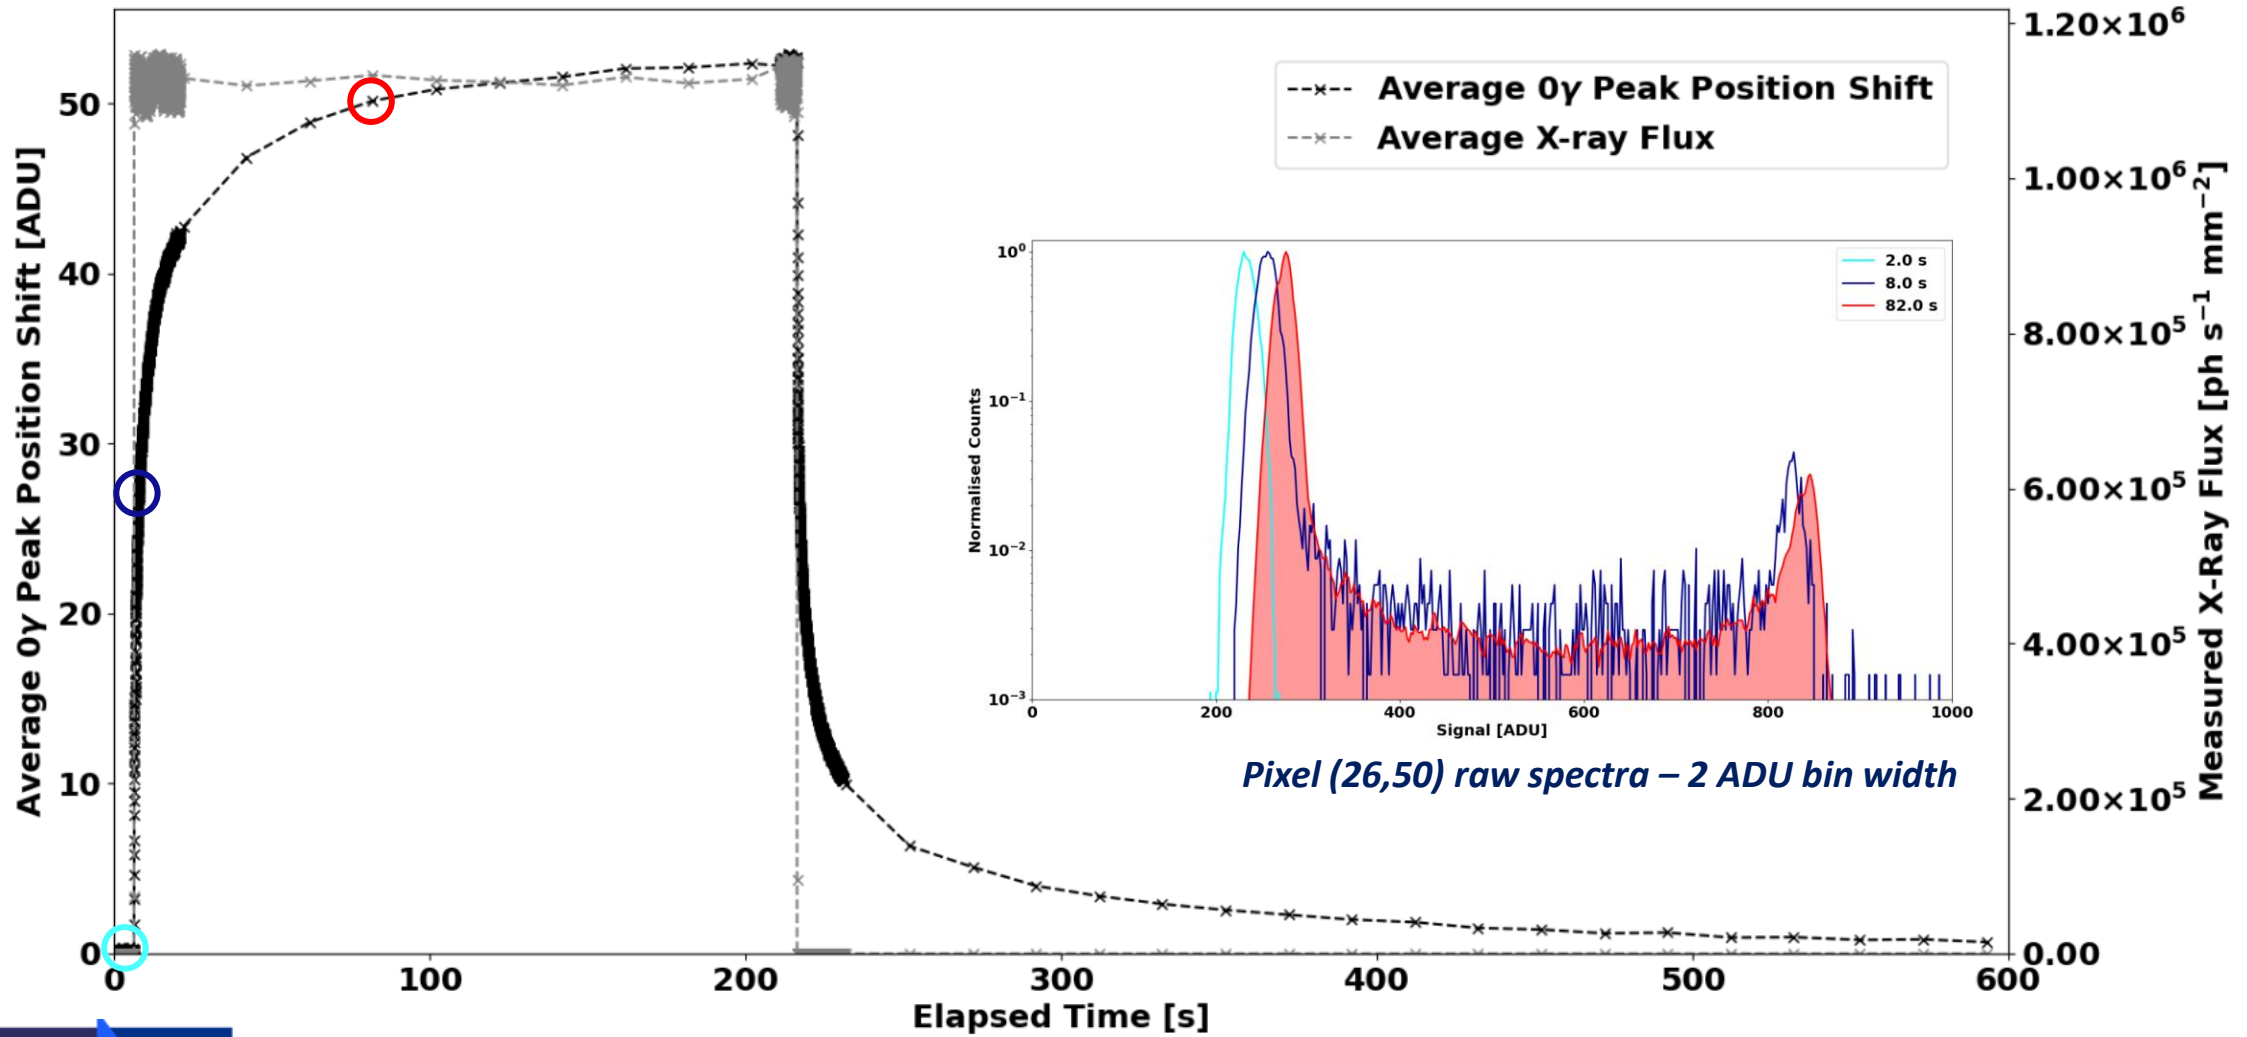 Average 0γ Peak Position Shift [ADU]
50
40
30
20
10
0
0 100 200 300 400 500 600
Elapsed Time [s]
1.20×10⁶
1.00×10⁶
8.00×10⁵
6.00×10⁵
4.00×10⁵
2.00×10⁵
0.00
Measured X-Ray Flux [ph s⁻¹ mm⁻²]
Average 0γ Peak Position Shift
Average X-ray Flux
Normalised Counts
10⁰
10⁻¹
10⁻²
10⁻³
2.0 s
8.0 s
82.0 s
0 200 400 600 800 1000
Signal [ADU]
Pixel (26,50) raw spectra – 2 ADU bin width